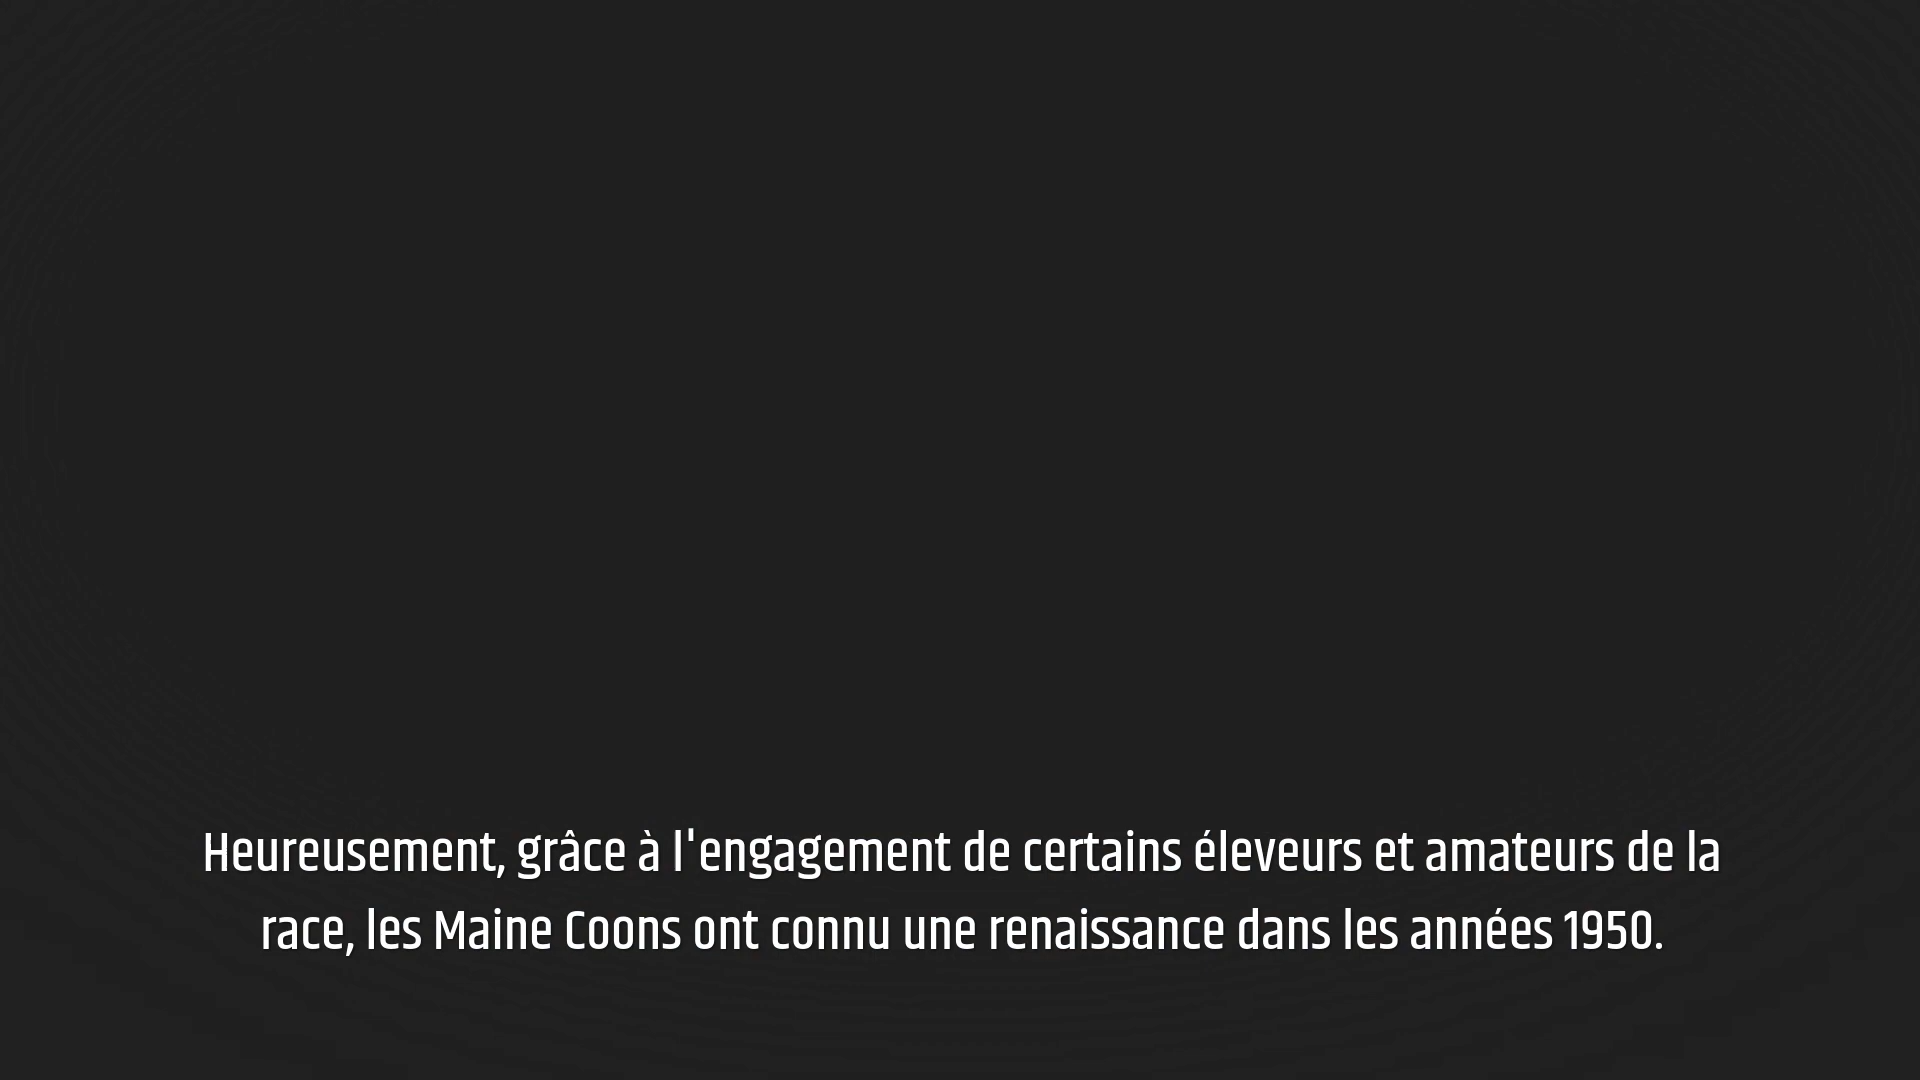 Heureusement, grâce à l'engagement de certains éleveurs et amateurs de la
race, les Maine Coons ont connu une renaissance dans les années 1950.